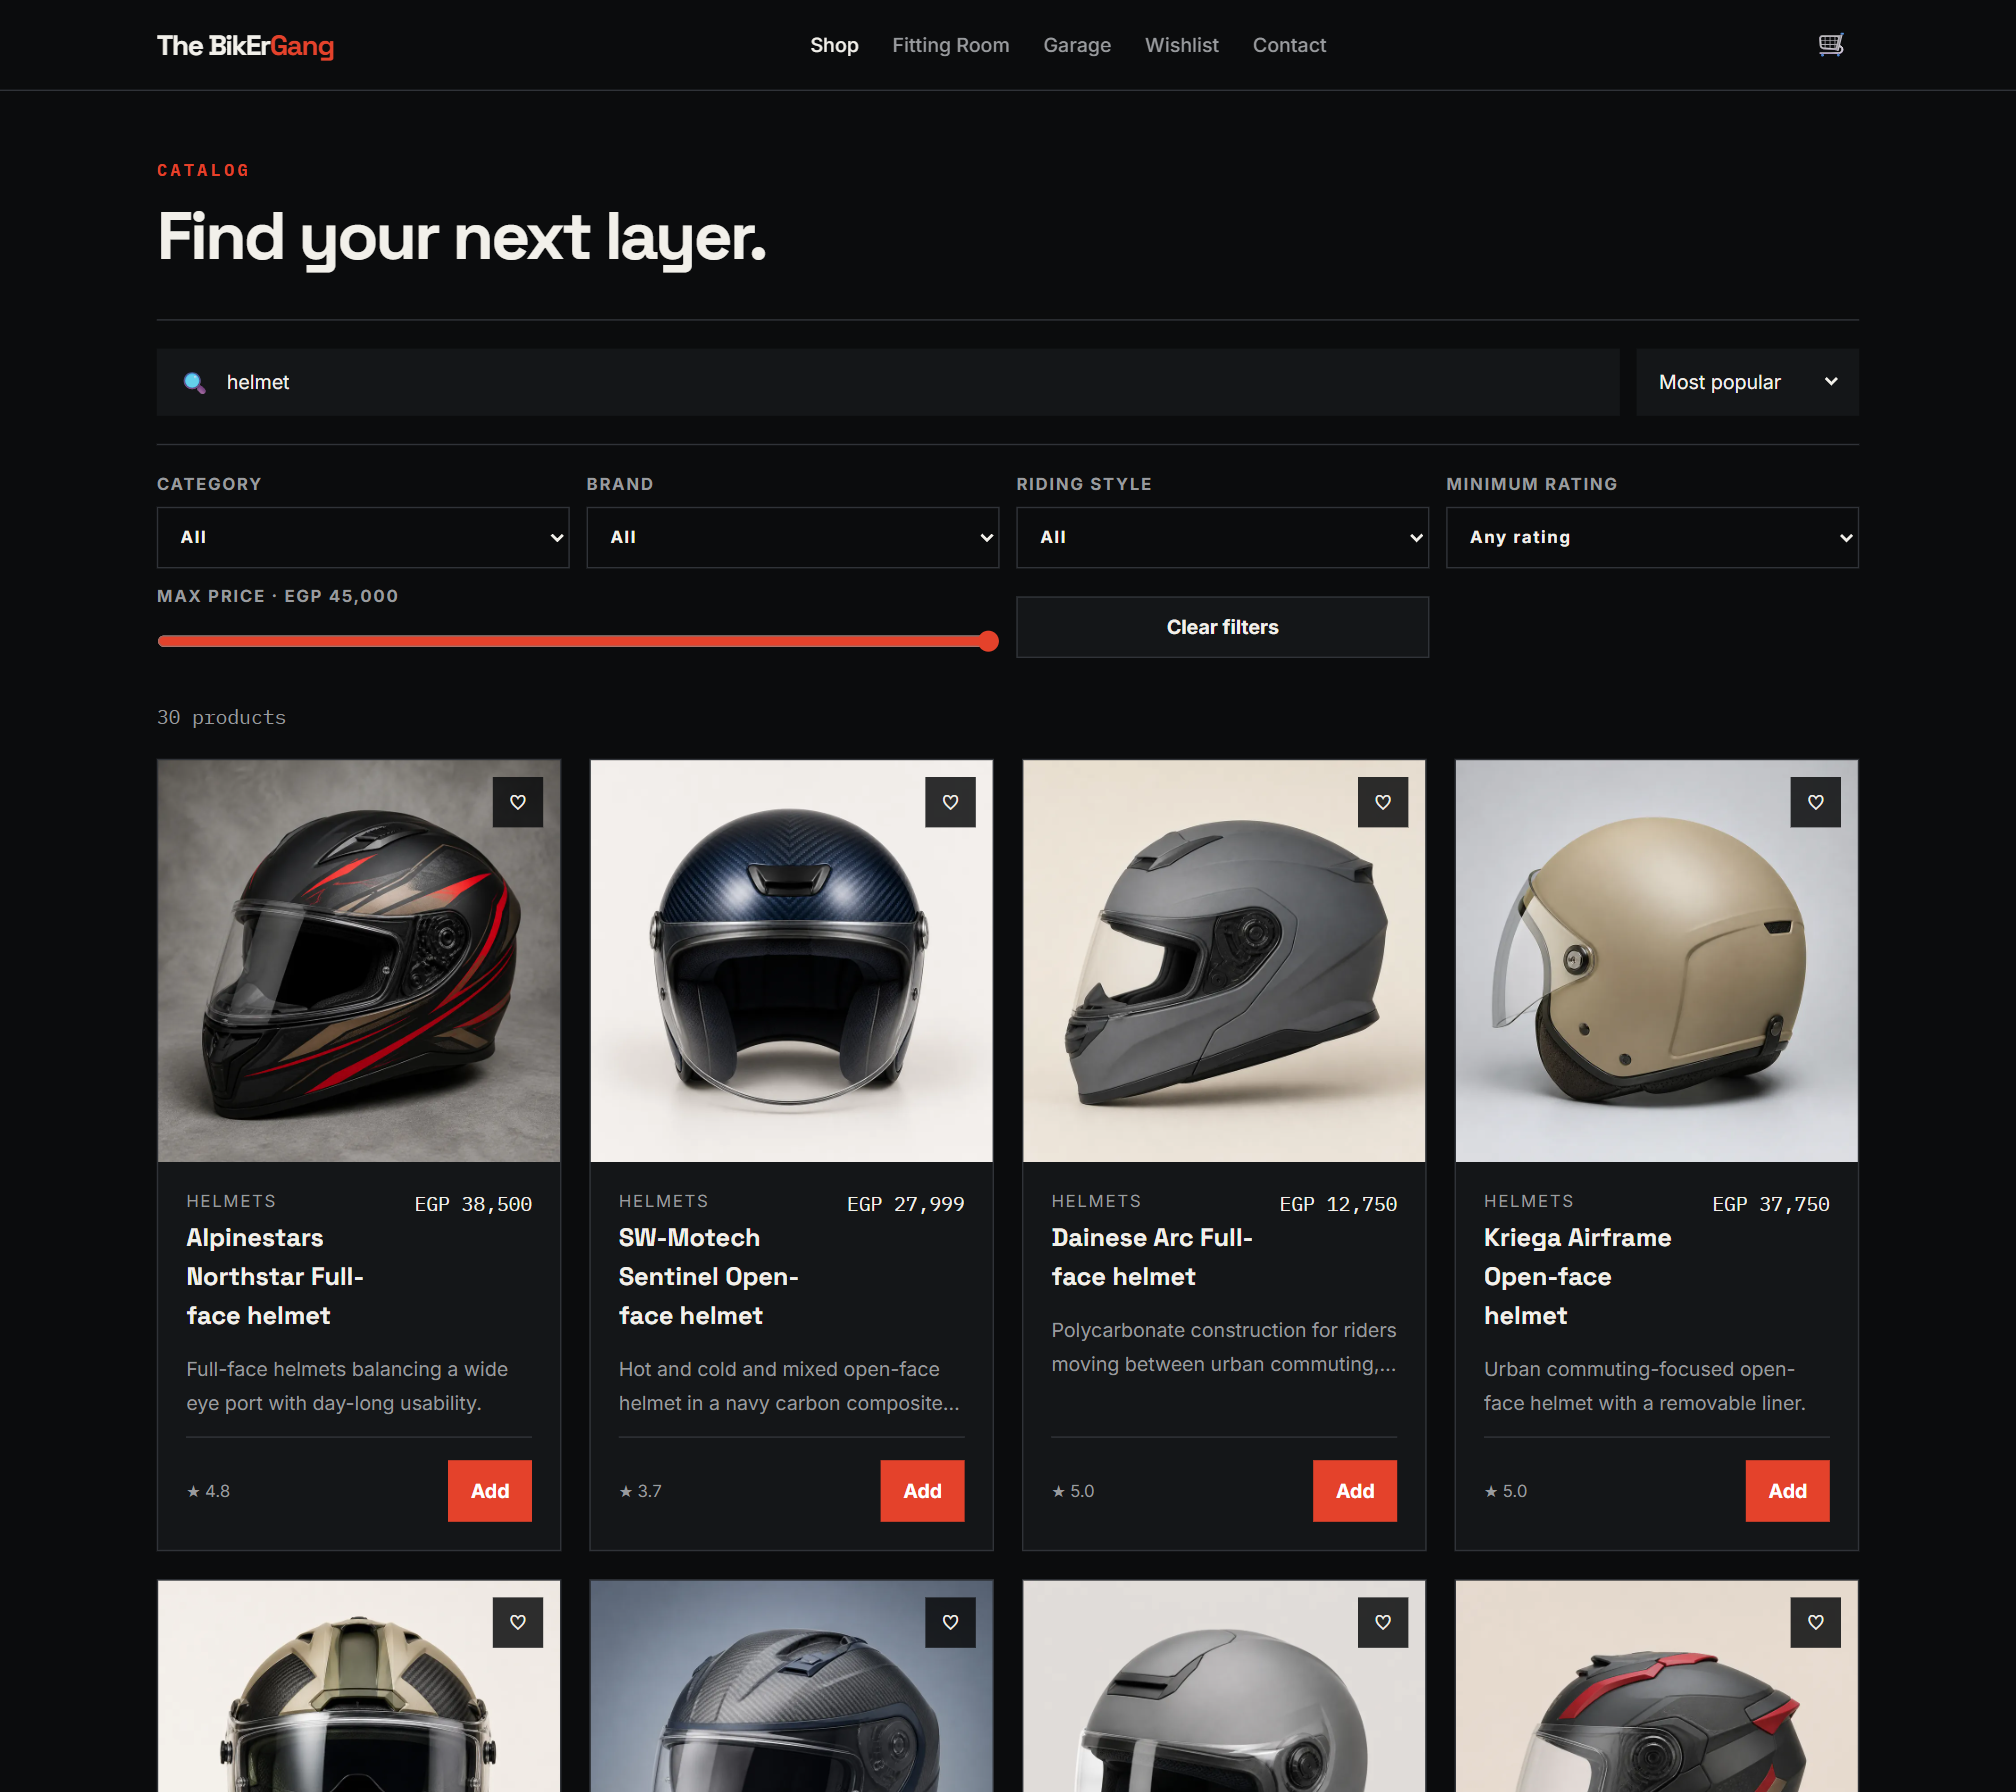 The BikErGang
Shop Fitting Room Garage Wishlist Contact
CATALOG
Find your next layer.
helmet
Most popular
CATEGORY BRAND RIDING STYLE MINIMUM RATING
All All All Any rating
MAX PRICE · EGP 45,000
Clear filters
30 products
HELMETS EGP 38,500
Alpinestars
Northstar Full-
face helmet
Full-face helmets balancing a wide
eye port with day-long usability.
★ 4.8 Add
HELMETS EGP 27,999
SW-Motech
Sentinel Open-
face helmet
Hot and cold and mixed open-face
helmet in a navy carbon composite...
★ 3.7 Add
HELMETS EGP 12,750
Dainese Arc Full-
face helmet
Polycarbonate construction for riders
moving between urban commuting,...
★ 5.0 Add
HELMETS EGP 37,750
Kriega Airframe
Open-face
helmet
Urban commuting-focused open-
face helmet with a removable liner.
★ 5.0 Add